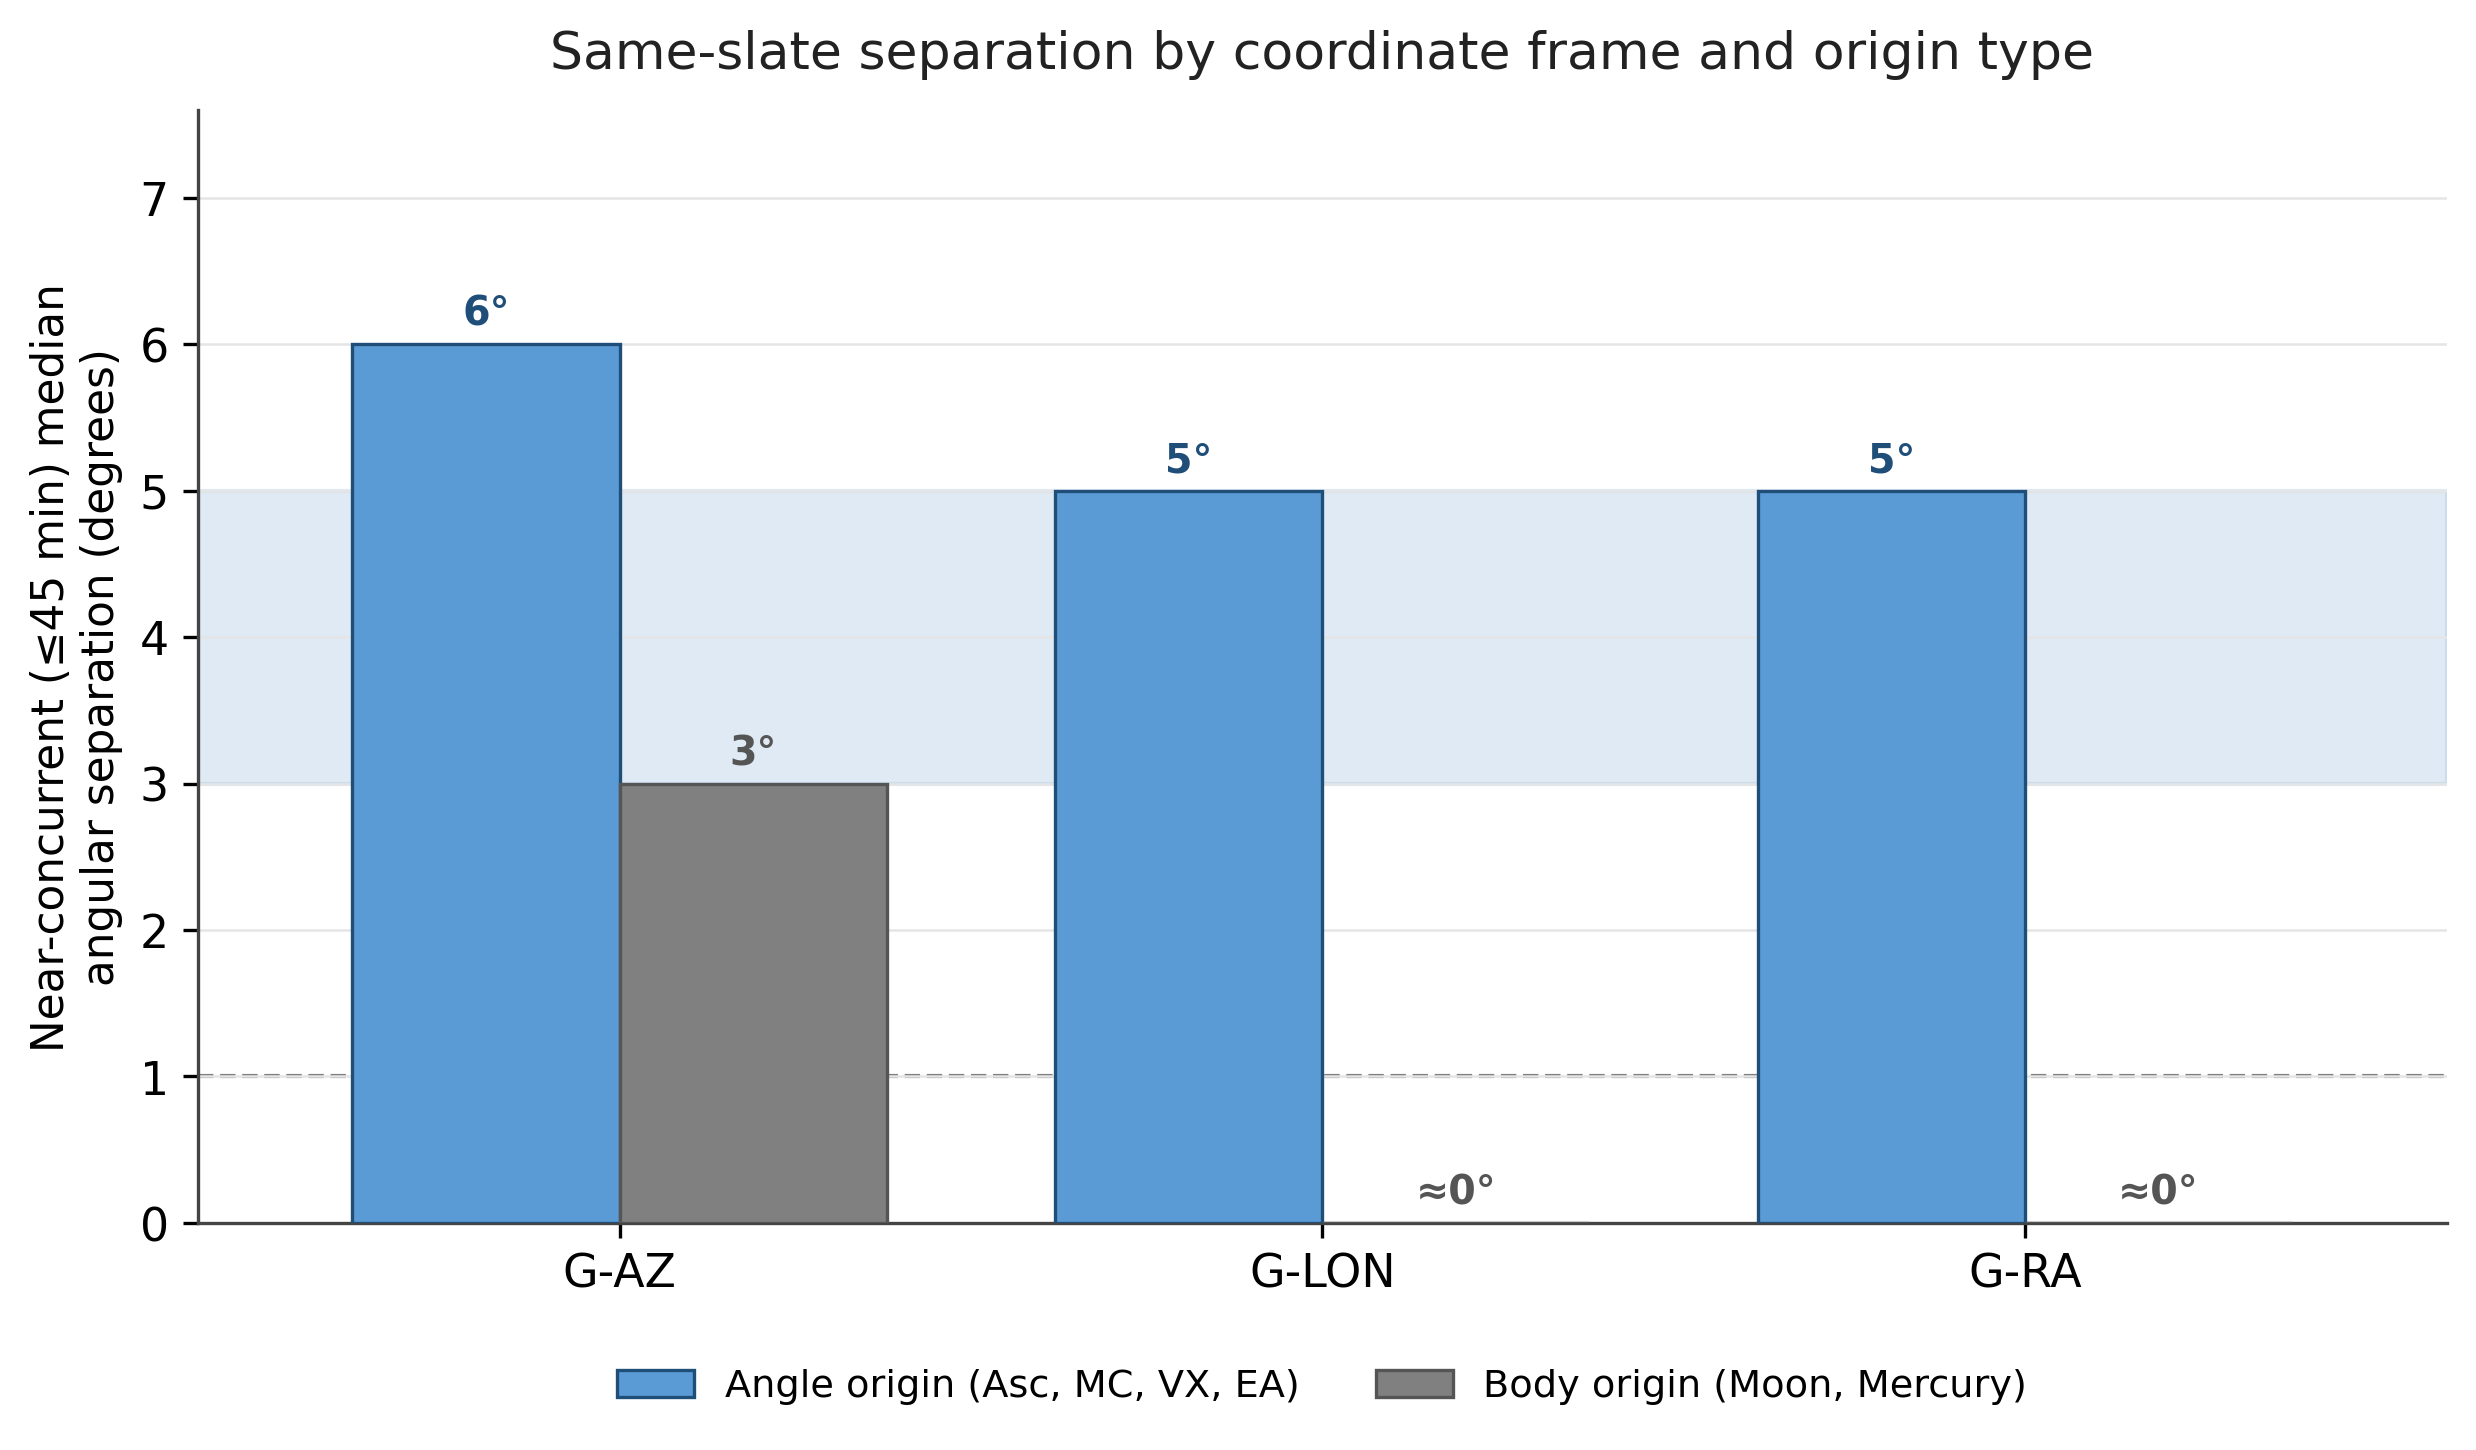 Same-slate separation by coordinate frame and origin type
Near-concurrent (≤45 min) median
angular separation (degrees)
7
6
5
4
3
2
1
0
6°
3°
5°
≈0°
5°
≈0°
G-AZ
G-LON
G-RA
Angle origin (Asc, MC, VX, EA)
Body origin (Moon, Mercury)